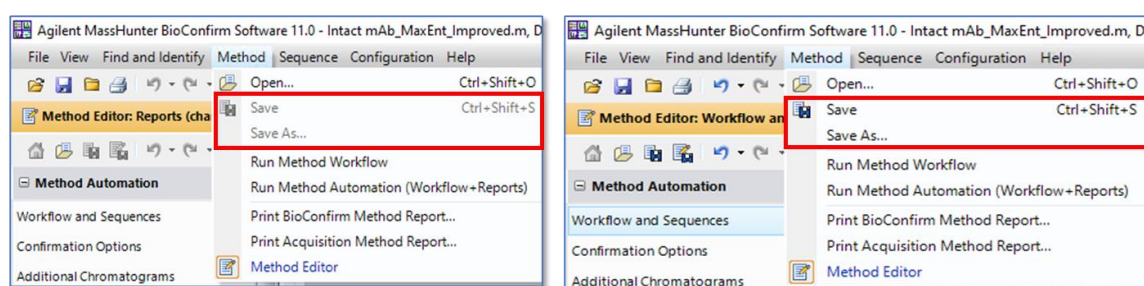 Agilent MassHunter BioConfirm Software 11.0 - Intact mAb_MaxEnt_Improved.m, D
File View Find and Identify Method Sequence Configuration Help
Open... Ctrl+Shift+O
Save Ctrl+Shift+S
Method Editor: Reports (cha
Save As...
Run Method Workflow
Method Automation
Run Method Automation (Workflow+Reports)
Workflow and Sequences
Print BioConfirm Method Report...
Confirmation Options
Print Acquisition Method Report...
Additional Chromatograms
Method Editor
Agilent MassHunter BioConfirm Software 11.0 - Intact mAb_MaxEnt_Improved.m, D
File View Find and Identify Method Sequence Configuration Help
Open... Ctrl+Shift+O
Save Ctrl+Shift+S
Method Editor: Workflow an
Save As...
Run Method Workflow
Method Automation
Run Method Automation (Workflow+Reports)
Workflow and Sequences
Print BioConfirm Method Report...
Confirmation Options
Print Acquisition Method Report...
Additional Chromatograms
Method Editor